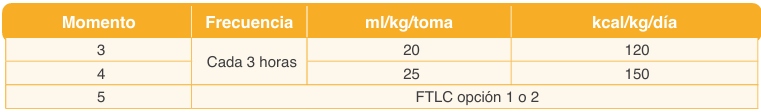 Momento Frecuencia ml/kg/toma kcal/kg/día
3 Cada 3 horas 20 120
4 25 150
5 FTLC opción 1 o 2